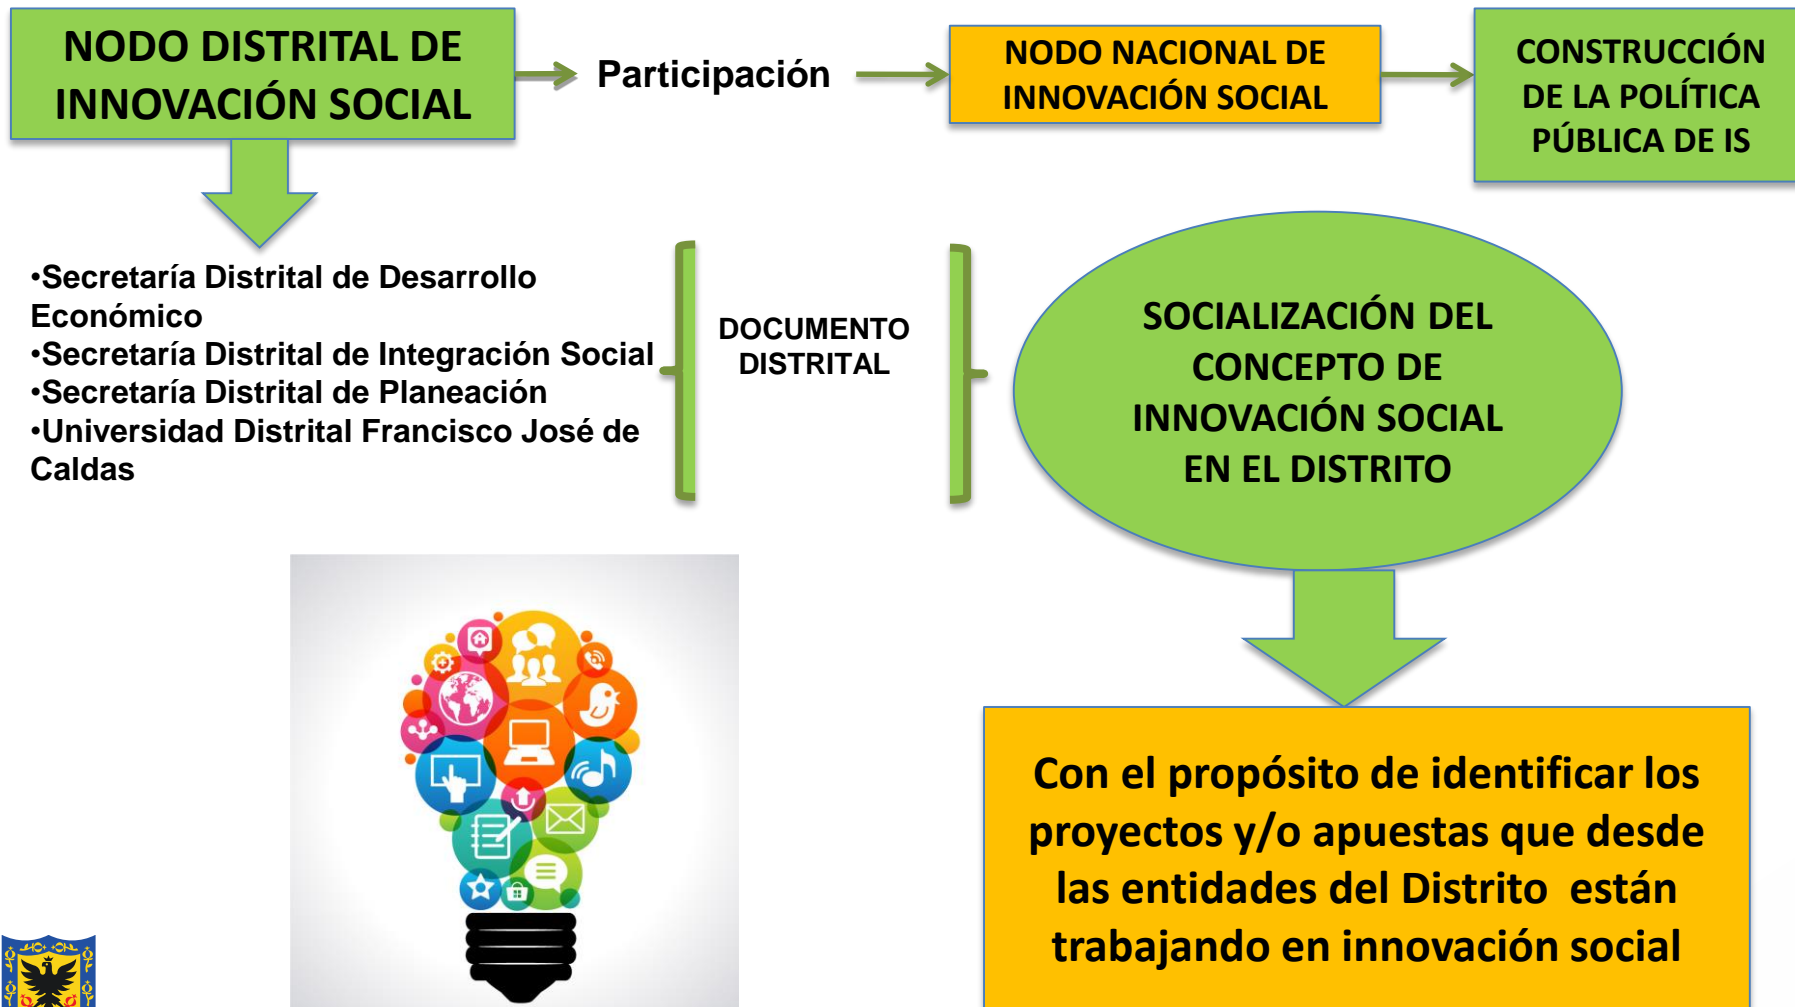 NODO DISTRITAL DE
INNOVACIÓN SOCIAL
Participación
NODO NACIONAL DE
INNOVACIÓN SOCIAL
CONSTRUCCIÓN
DE LA POLÍTICA
PÚBLICA DE IS
•Secretaría Distrital de Desarrollo
Económico
•Secretaría Distrital de Integración Social
•Secretaría Distrital de Planeación
•Universidad Distrital Francisco José de
Caldas
DOCUMENTO
DISTRITAL
SOCIALIZACIÓN DEL
CONCEPTO DE
INNOVACIÓN SOCIAL
EN EL DISTRITO
Con el propósito de identificar los
proyectos y/o apuestas que desde
las entidades del Distrito  están
trabajando en innovación social